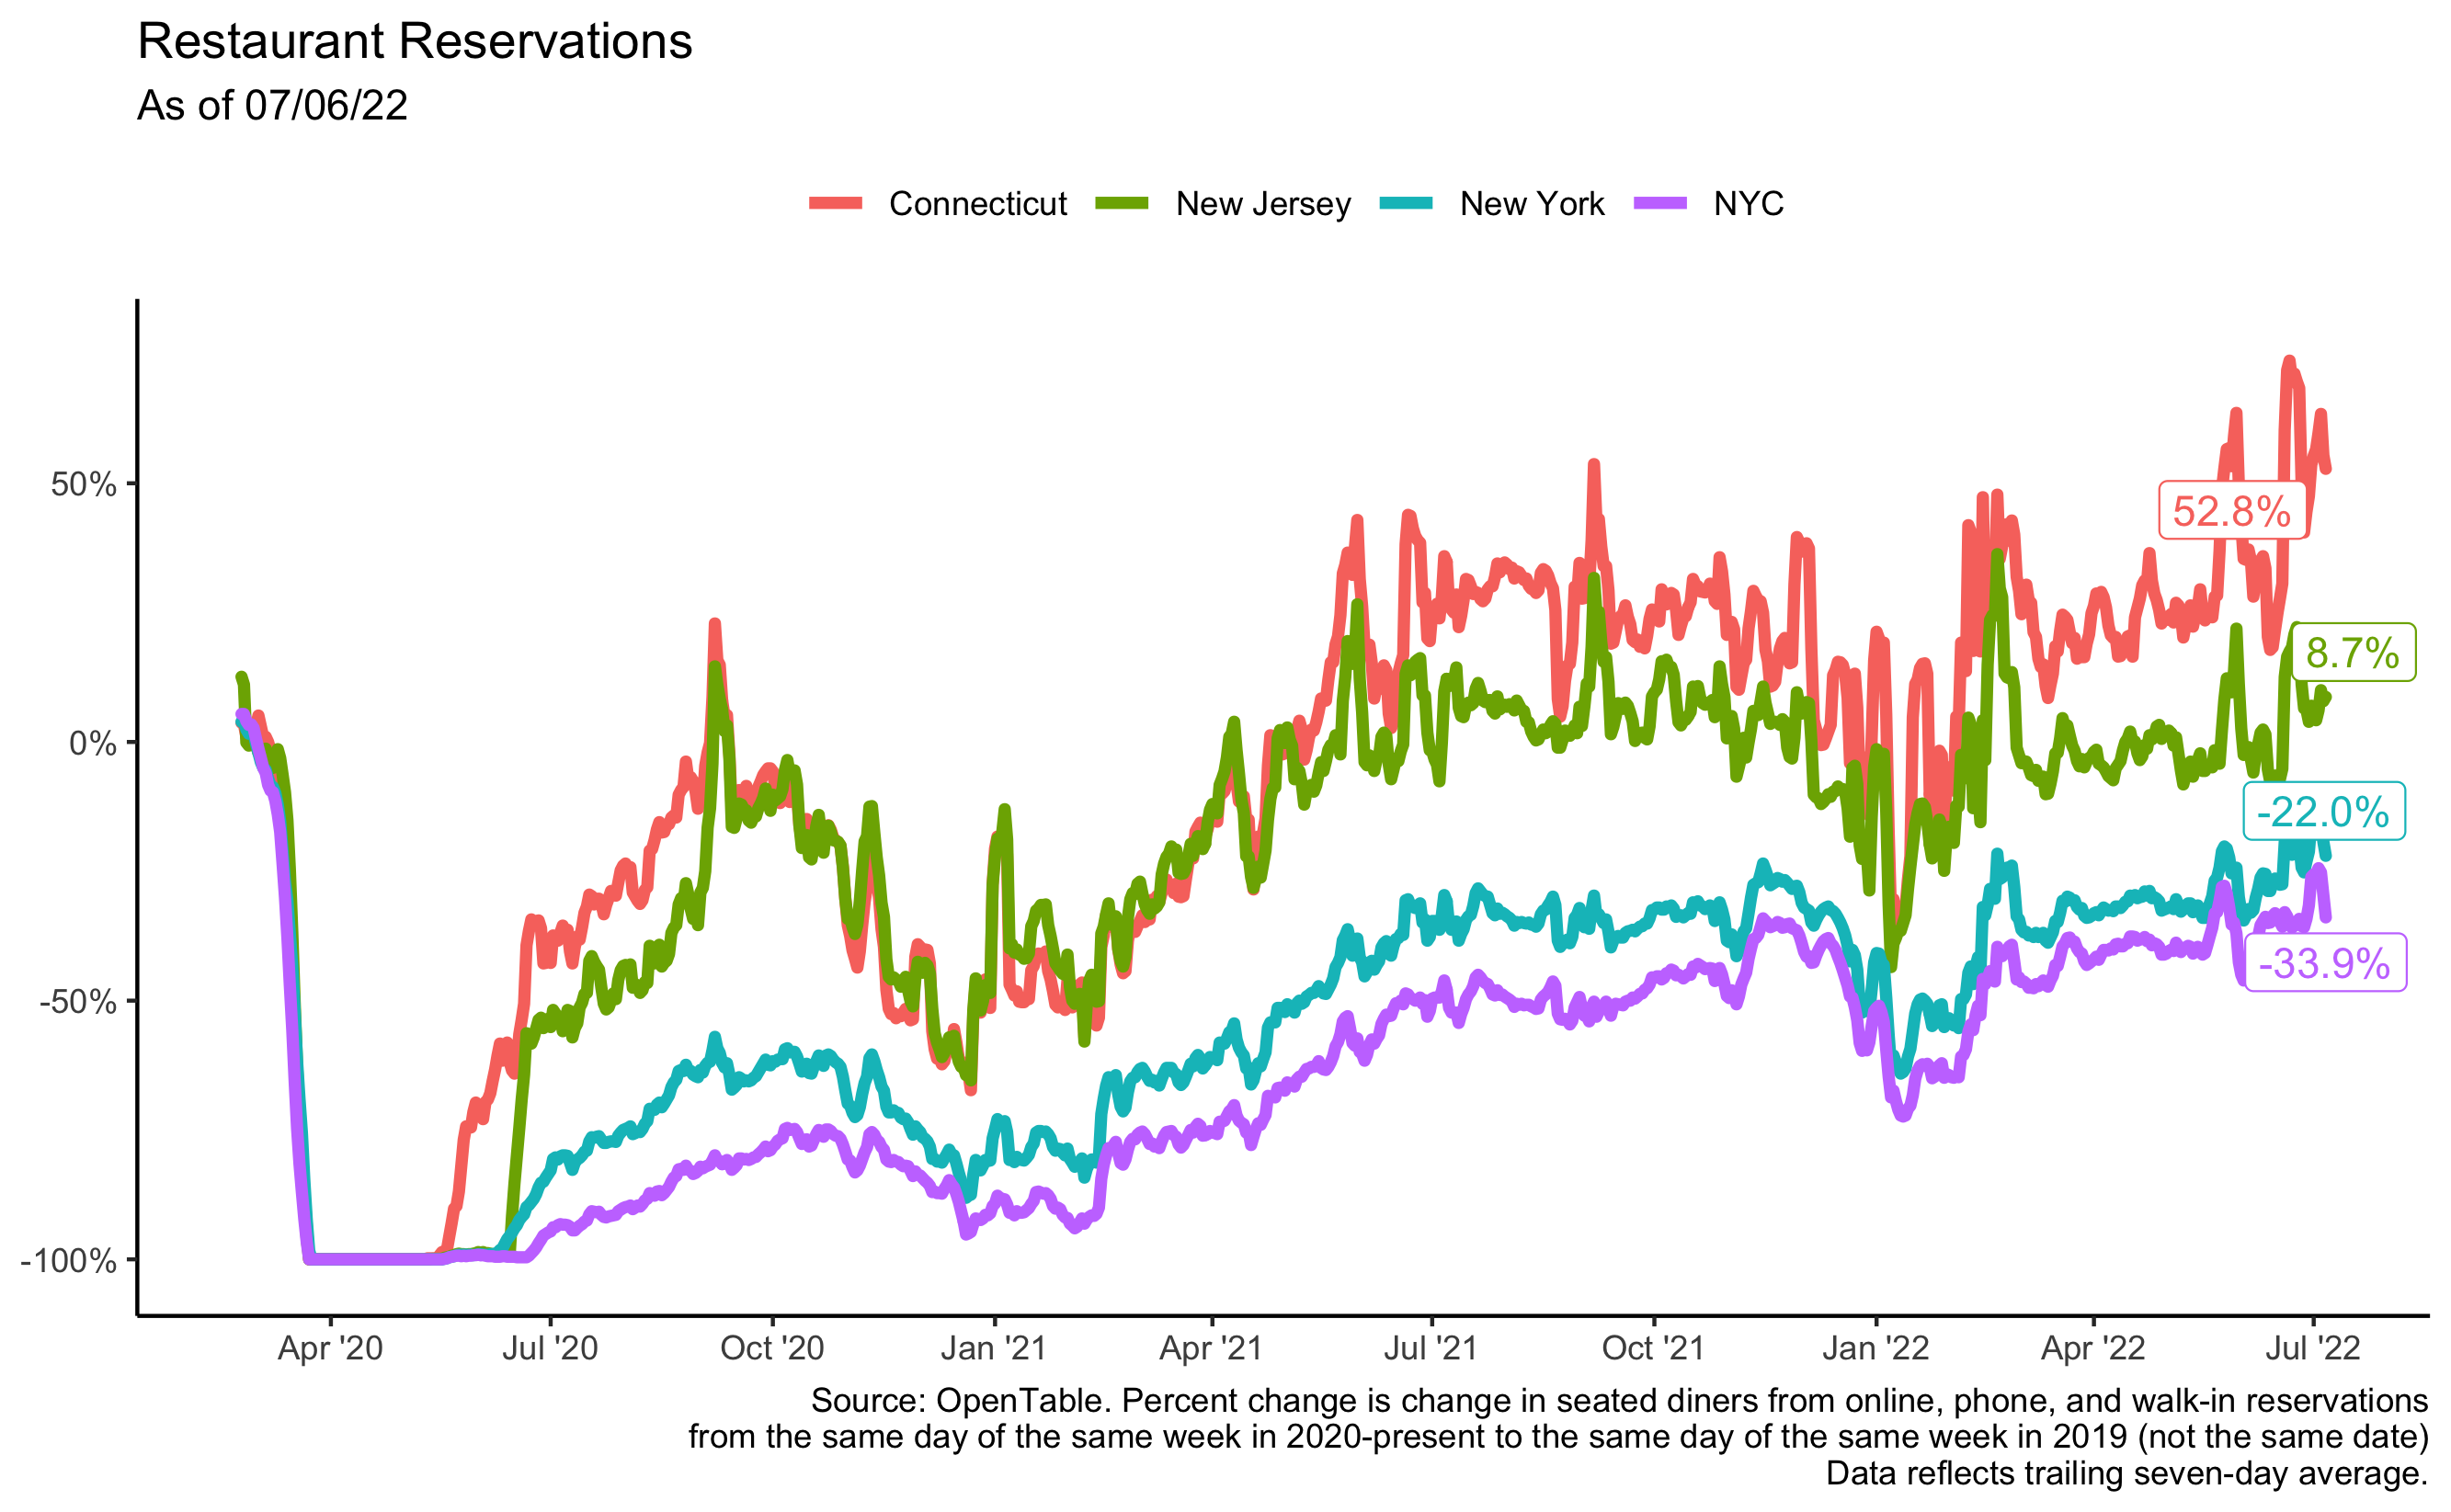 Restaurant Reservations
As of 07/06/22
Connecticut New Jersey New York NYC
50%
0%
-50%
-100%
52.8%
8.7%
-22.0%
-33.9%
Apr '20 Jul '20 Oct '20 Jan '21 Apr '21 Jul '21 Oct '21 Jan '22 Apr '22 Jul '22
Source: OpenTable. Percent change is change in seated diners from online, phone, and walk-in reservations
from the same day of the same week in 2020-present to the same day of the same week in 2019 (not the same date)
Data reflects trailing seven-day average.